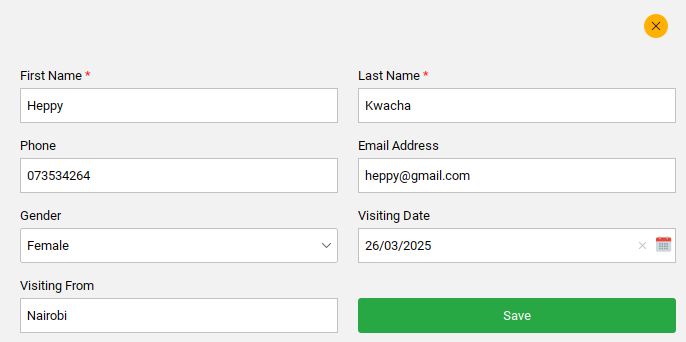 First Name * Last Name *
Heppy Kwacha
Phone Email Address
073534264 heppy@gmail.com
Gender Visiting Date
Female 26/03/2025
Visiting From
Nairobi Save